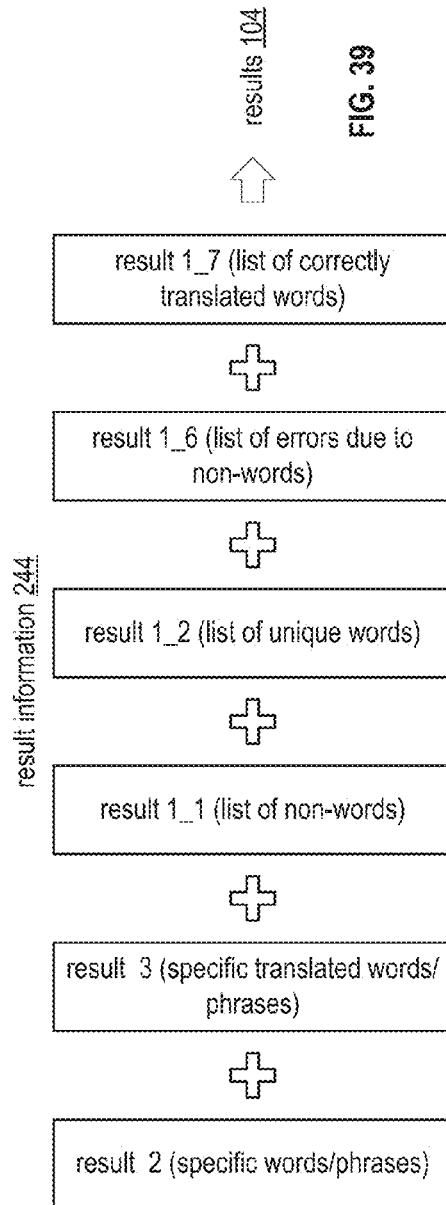 result information 244
result 2 (specific words/phrases)
result 3 (specific translated words/
phrases)
result 1_1 (list of non-words)
result 1_2 (list of unique words)
result 1_6 (list of errors due to
non-words)
result 1_7 (list of correctly
translated words)
results 104
FIG. 39